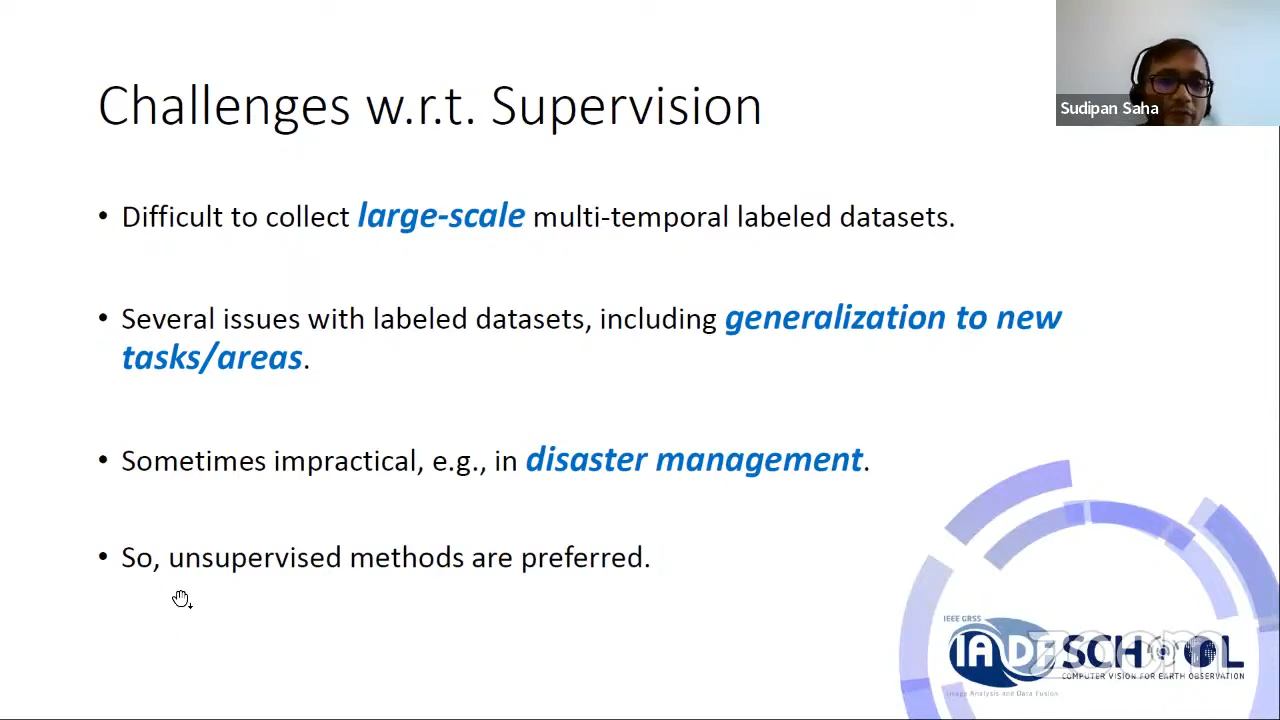 Sudipan Saha
Challenges w.r.t. Supervision
• Difficult to collect large-scale multi-temporal labeled datasets.
• Several issues with labeled datasets, including generalization to new
tasks/areas.
• Sometimes impractical, e.g., in disaster management.
• So, unsupervised methods are preferred.
IEEE GRSS
IADF SCHOOL
zoom
COMPUTER VISION FOR EARTH OBSERVATION
Image Analysis and Data Fusion